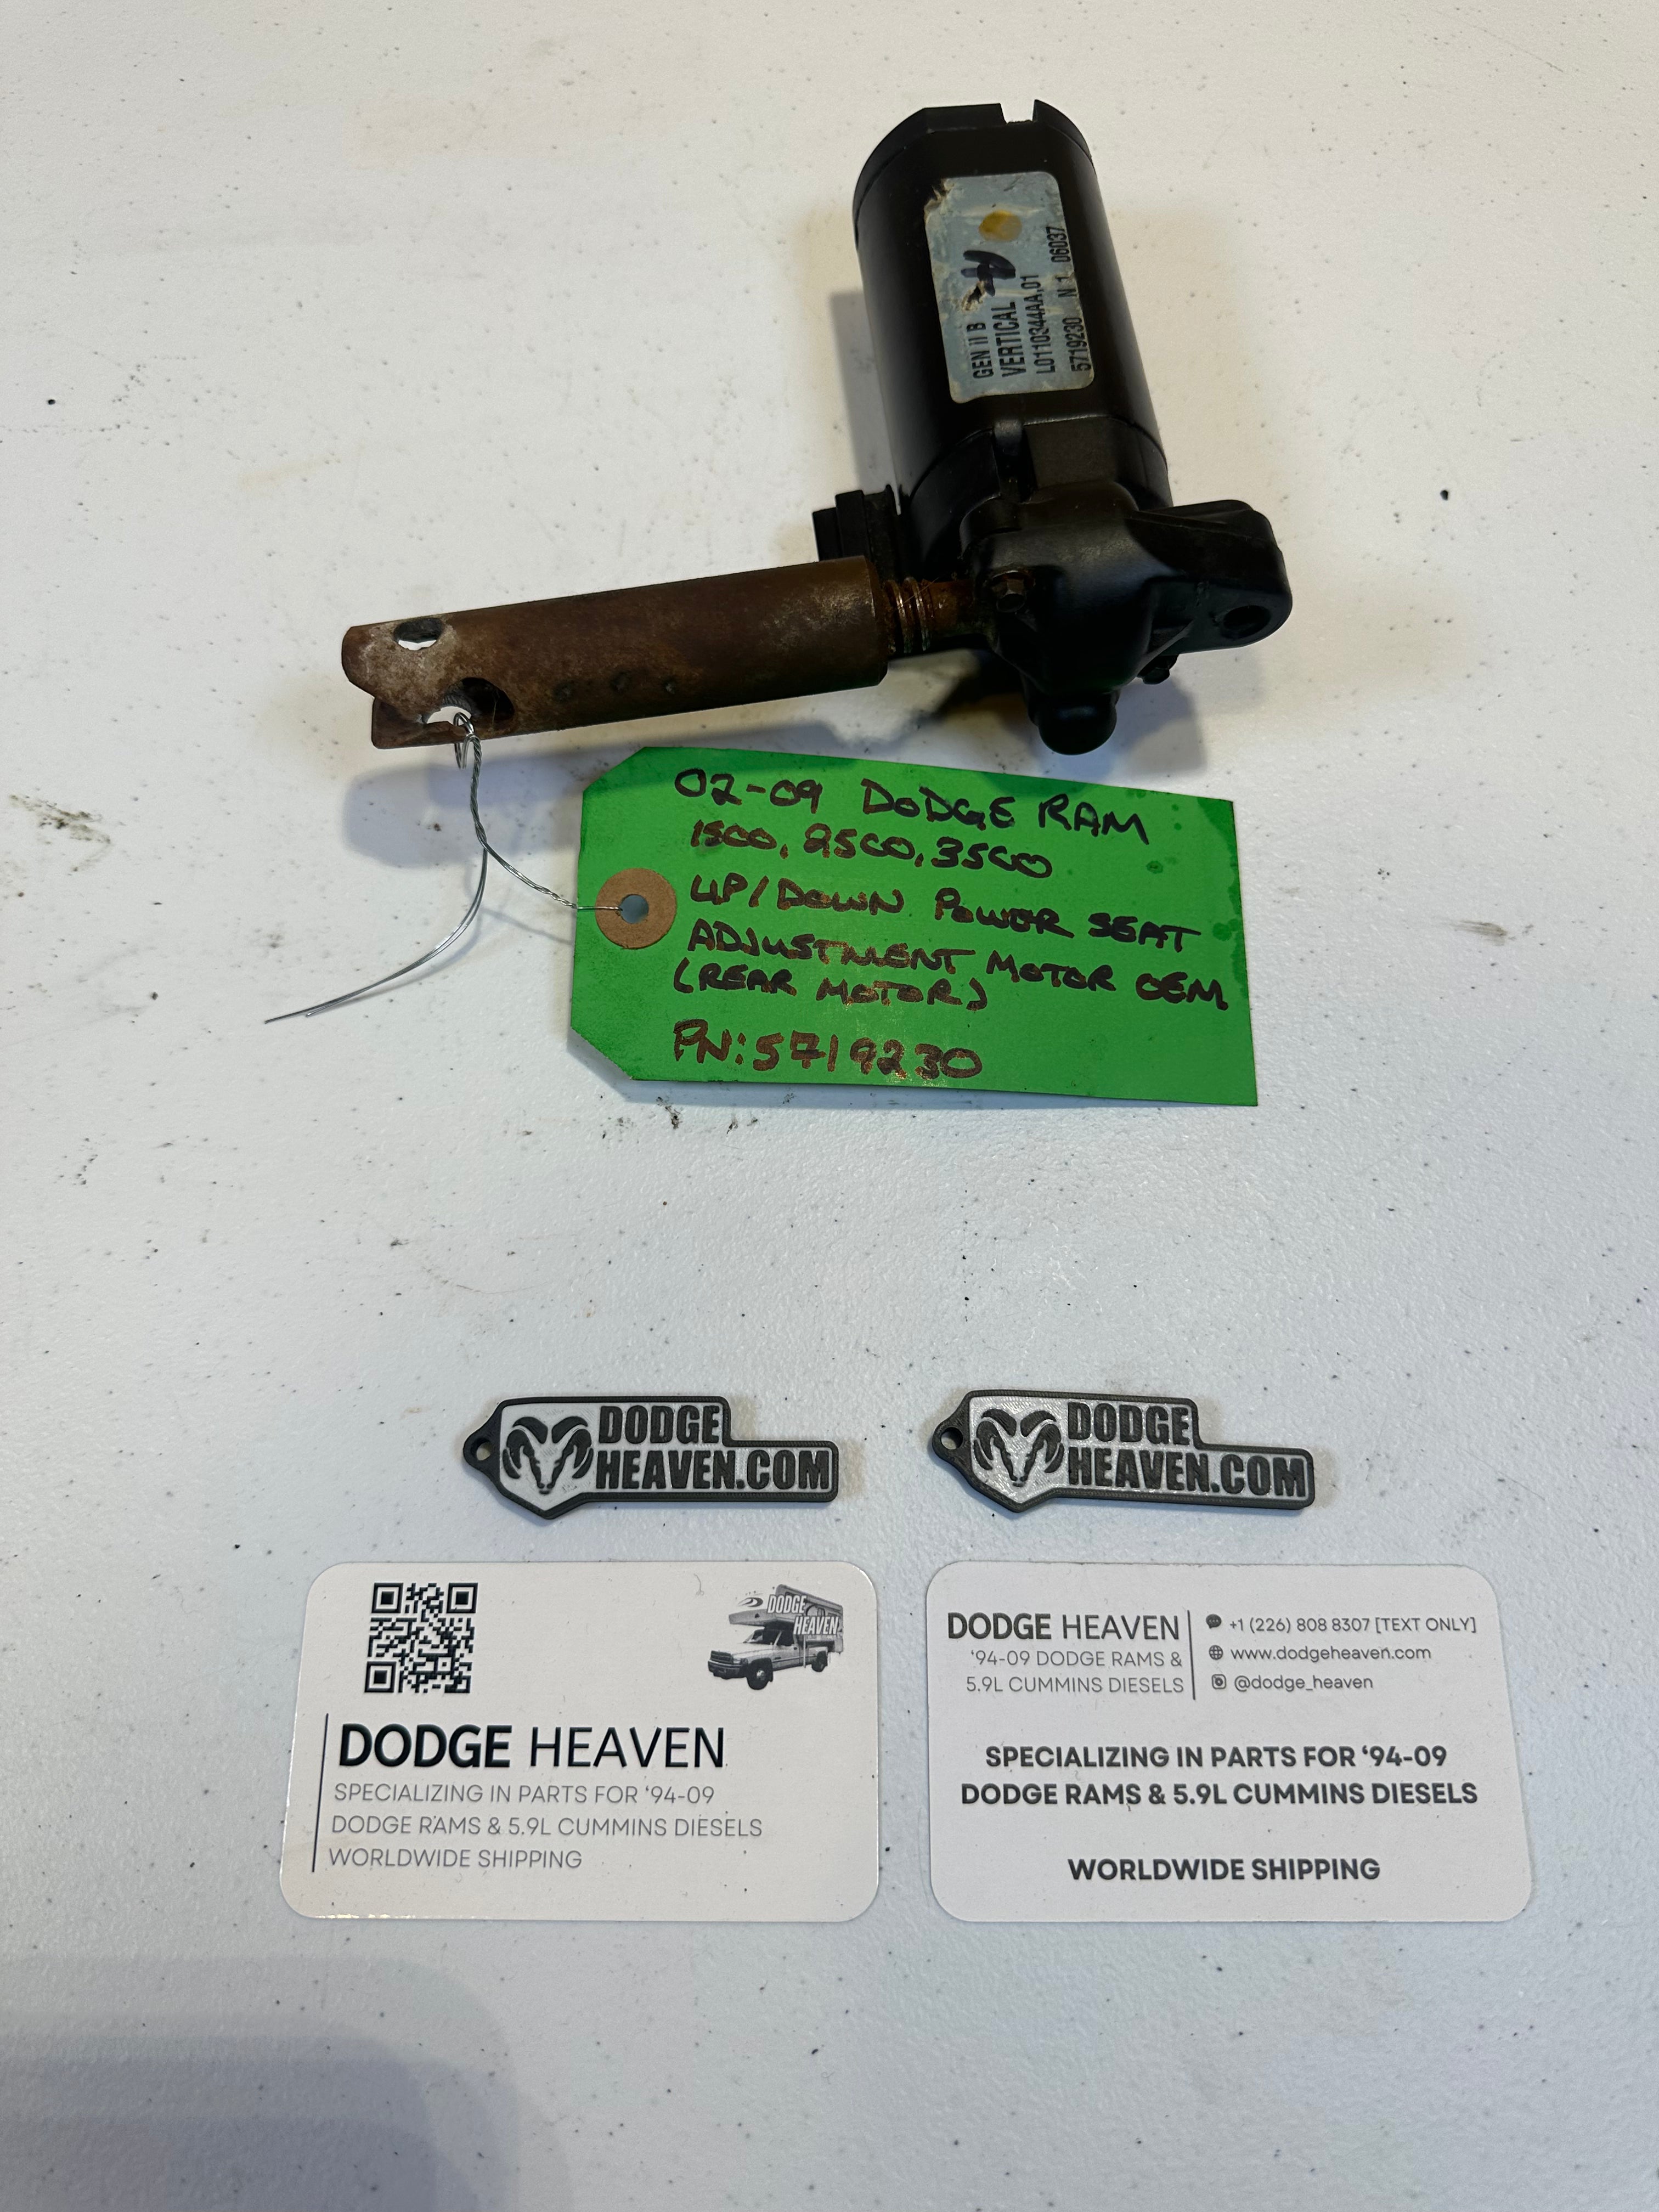 GEN II B
VERTICAL
L0110344AA,01
5719230 N 1 06037
02-09 DODGE RAM
1500, 2500, 3500
UP/DOWN POWER SEAT
ADJUSTMENT MOTOR OEM
(REAR MOTOR)
PN: 5719230
DODGE
HEAVEN.COM
DODGE
HEAVEN.COM
DODGE
HEAVEN
DODGE HEAVEN
SPECIALIZING IN PARTS FOR ‘94-09
DODGE RAMS & 5.9L CUMMINS DIESELS
WORLDWIDE SHIPPING
DODGE HEAVEN
‘94-09 DODGE RAMS &
5.9L CUMMINS DIESELS
+1 (226) 808 8307 [TEXT ONLY]
www.dodgeheaven.com
@dodge_heaven
SPECIALIZING IN PARTS FOR ‘94-09
DODGE RAMS & 5.9L CUMMINS DIESELS
WORLDWIDE SHIPPING